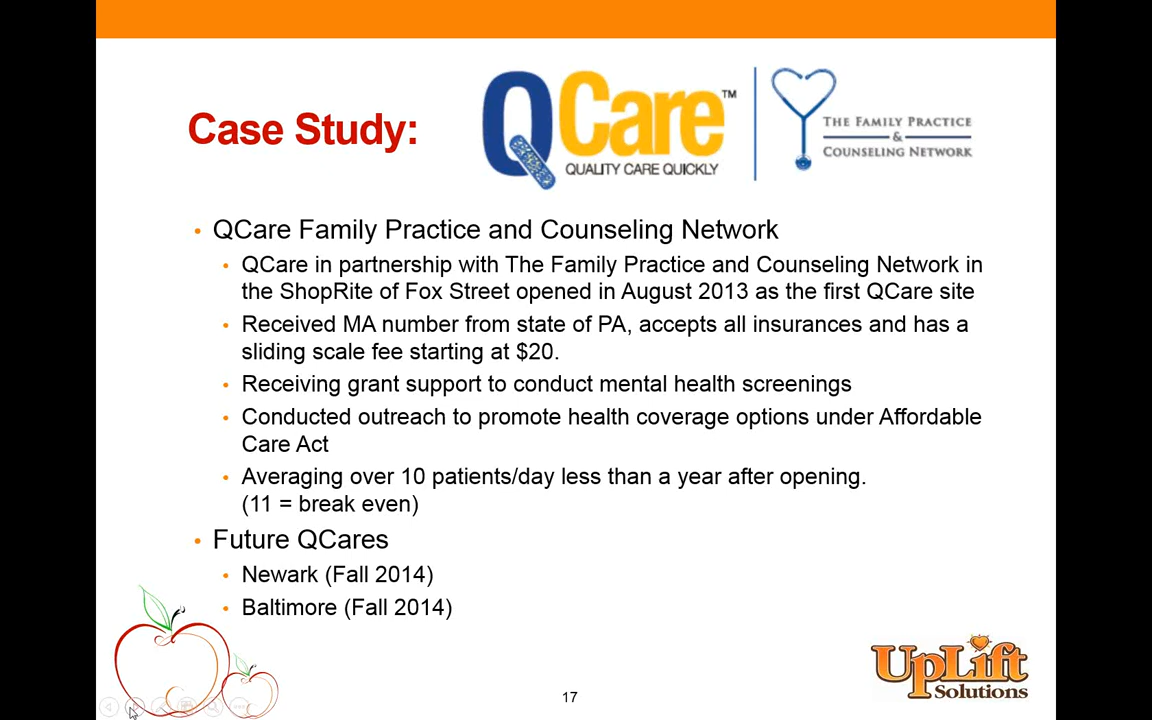 Case Study:
QCare™
QUALITY CARE QUICKLY
THE FAMILY PRACTICE
&
COUNSELING NETWORK
• QCare Family Practice and Counseling Network
• QCare in partnership with The Family Practice and Counseling Network in
the ShopRite of Fox Street opened in August 2013 as the first QCare site
• Received MA number from state of PA, accepts all insurances and has a
sliding scale fee starting at $20.
• Receiving grant support to conduct mental health screenings
• Conducted outreach to promote health coverage options under Affordable
Care Act
• Averaging over 10 patients/day less than a year after opening.
(11 = break even)
• Future QCares
• Newark (Fall 2014)
• Baltimore (Fall 2014)
UpLift
Solutions
17